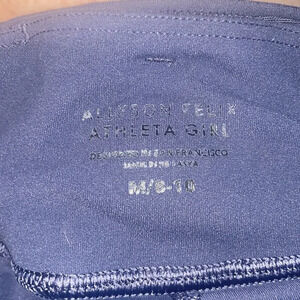 ALLYSON FELIX
ATHLETA GIRL
DESIGNED IN SAN FRANCISCO
MADE IN
M/8-10